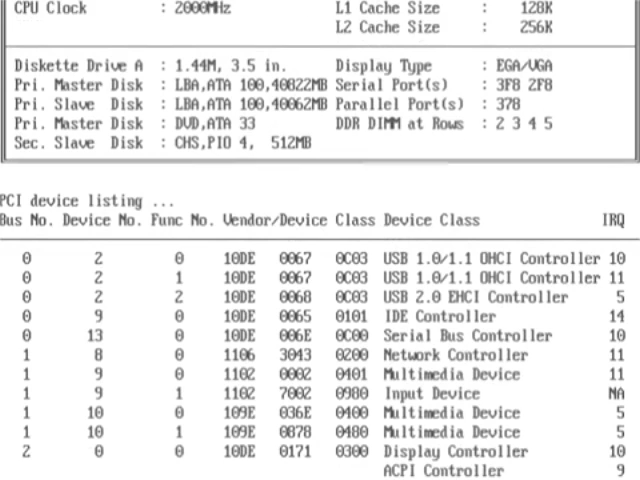 CPU Clock : 2000MHz L1 Cache Size : 128K
L2 Cache Size : 256K
Diskette Drive A : 1.44M, 3.5 in. Display Type : EGA/VGA
Pri. Master Disk : LBA,ATA 100,40822MB Serial Port(s) : 3F8 2F8
Pri. Slave Disk : LBA,ATA 100,40062MB Parallel Port(s) : 378
Pri. Master Disk : DVD,ATA 33 DDR DIMM at Rows : 2 3 4 5
Sec. Slave Disk : CHS,PIO 4, 512MB
PCI device listing ...
Bus No. Device No. Func No. Vendor/Device Class Device Class IRQ
0 2 0 10DE 0067 0C03 USB 1.0/1.1 OHCI Controller 10
0 2 1 10DE 0067 0C03 USB 1.0/1.1 OHCI Controller 11
0 2 2 10DE 0068 0C03 USB 2.0 EHCI Controller 5
0 9 0 10DE 0065 0101 IDE Controller 14
0 13 0 10DE 006E 0C00 Serial Bus Controller 10
1 8 0 1106 3043 0200 Network Controller 11
1 9 0 1102 0002 0401 Multimedia Device 11
1 9 1 1102 7002 0980 Input Device NA
1 10 0 109E 036E 0400 Multimedia Device 5
1 10 1 109E 0878 0480 Multimedia Device 5
2 0 0 10DE 0171 0300 Display Controller 10
ACPI Controller 9